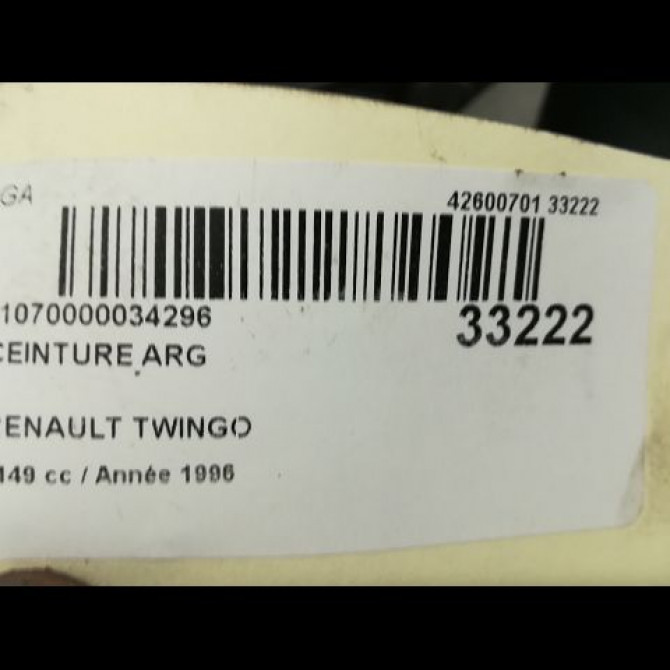 GA 42600701 33222
1070000034296 33222
CEINTURE ARG
RENAULT TWINGO
149 cc / Année 1996